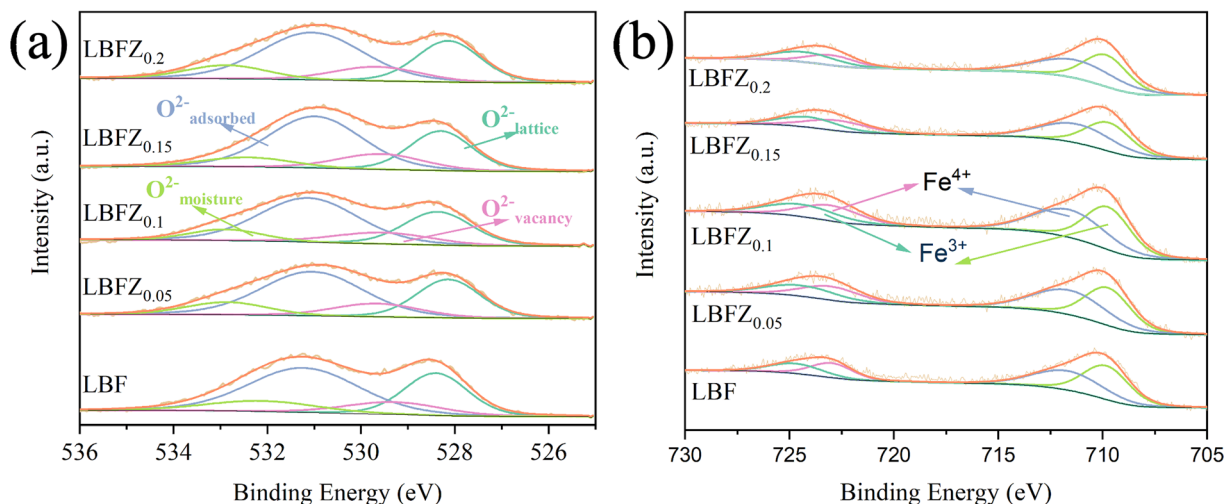 (a)
Intensity (a.u.)
LBFZ0.2
O2- adsorbed
O2- lattice
LBFZ0.15
O2- moisture
O2- vacancy
LBFZ0.1
LBFZ0.05
LBF
536 534 532 530 528 526
Binding Energy (eV)
(b)
Intensity (a.u.)
LBFZ0.2
LBFZ0.15
Fe4+
LBFZ0.1
Fe3+
LBFZ0.05
LBF
730 725 720 715 710 705
Binding Energy (eV)